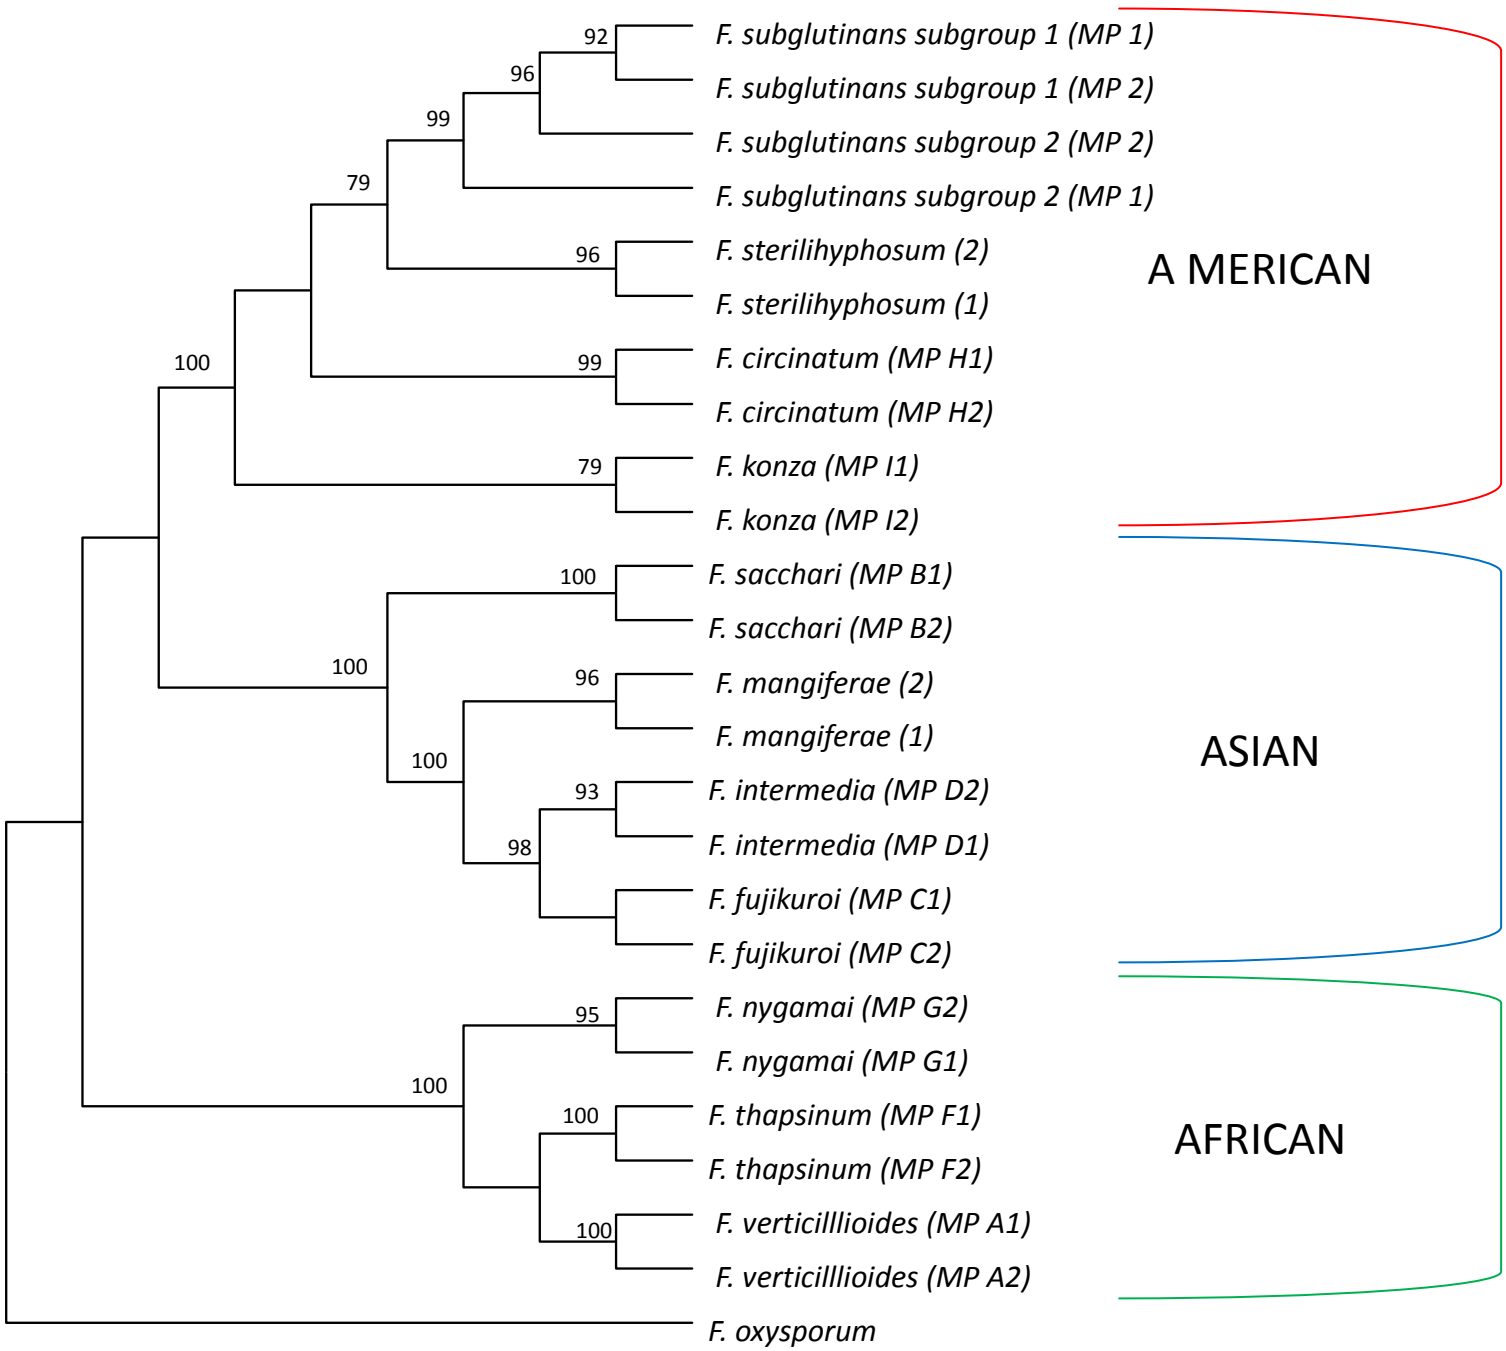 92
F. subglutinans subgroup 1 (MP 1)
96
F. subglutinans subgroup 1 (MP 2)
99
F. subglutinans subgroup 2 (MP 2)
79
F. subglutinans subgroup 2 (MP 1)
96
F. sterilihyphosum (2)
F. sterilihyphosum (1)
A MERICAN
100
99
F. circinatum (MP H1)
F. circinatum (MP H2)
79
F. konza (MP I1)
F. konza (MP I2)
100
F. sacchari (MP B1)
F. sacchari (MP B2)
100
96
F. mangiferae (2)
F. mangiferae (1)
ASIAN
100
93
F. intermedia (MP D2)
98
F. intermedia (MP D1)
F. fujikuroi (MP C1)
F. fujikuroi (MP C2)
95
F. nygamai (MP G2)
F. nygamai (MP G1)
100
100
F. thapsinum (MP F1)
AFRICAN
F. thapsinum (MP F2)
100
F. verticilllioides (MP A1)
F. verticilllioides (MP A2)
F. oxysporum